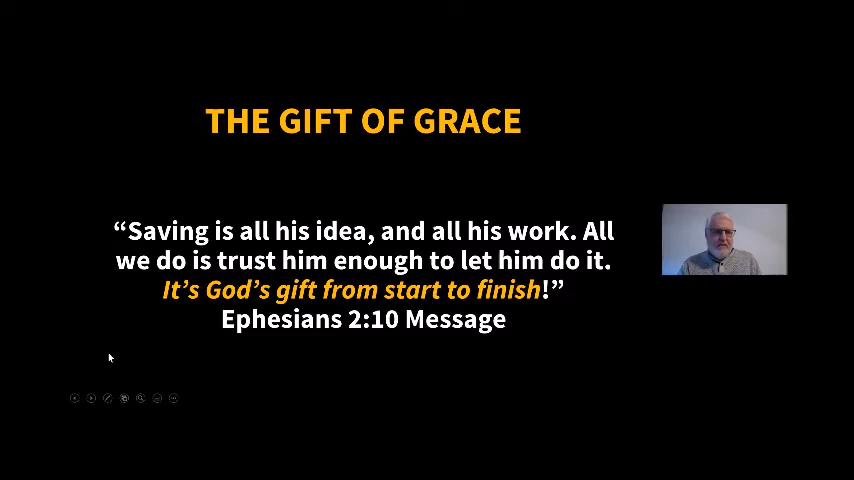 THE GIFT OF GRACE
“Saving is all his idea, and all his work. All
we do is trust him enough to let him do it.
It’s God’s gift from start to finish!”
Ephesians 2:10 Message